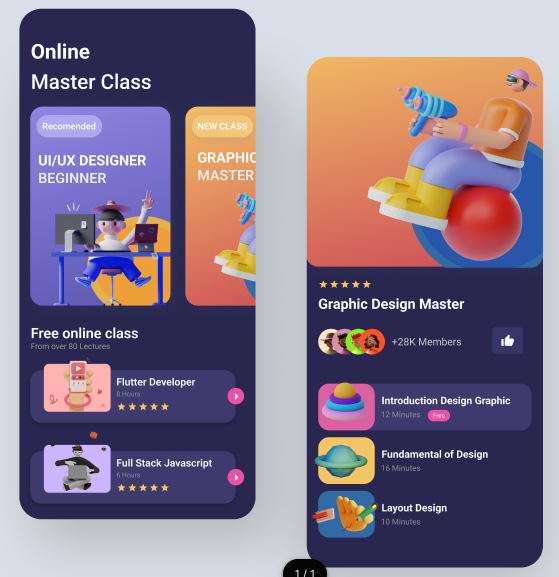 Online
Master Class
Recomended
UI/UX DESIGNER
BEGINNER
NEW CLASS
GRAPHIC
MASTER
Free online class
From over 80 Lectures
Flutter Developer
8 Hours
Full Stack Javascript
6 Hours
Graphic Design Master
+28K Members
Introduction Design Graphic
12 Minutes
Free
Fundamental of Design
16 Minutes
Layout Design
10 Minutes
1 / 1